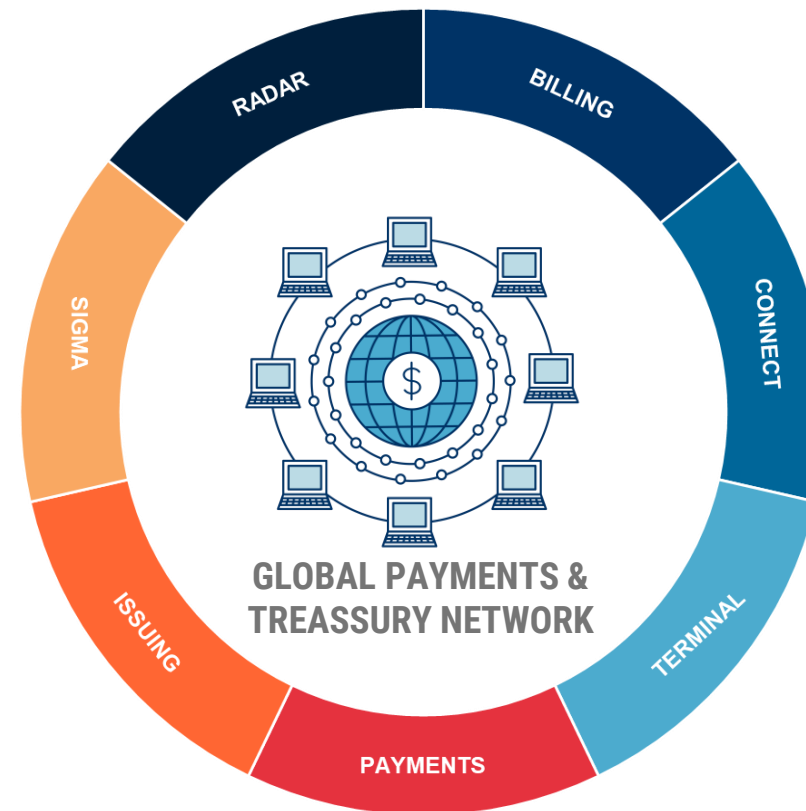 RADAR
BILLING
SIGMA
CONNECT
$
GLOBAL PAYMENTS &
TREASSURY NETWORK
ISSUING
TERMINAL
PAYMENTS